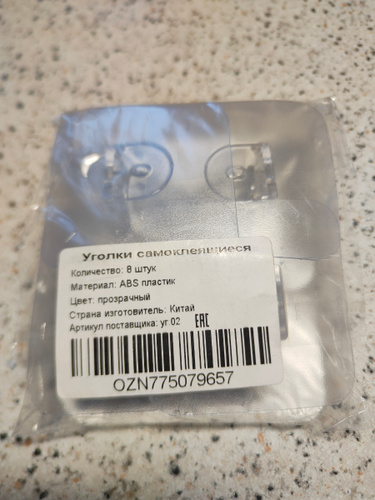 Уголки самоклеящиеся
Количество: 8 штук
Материал: ABS пластик
Цвет: прозрачный
Страна изготовитель: Китай
Артикул поставщика: уг 02 EAC
OZN775079657